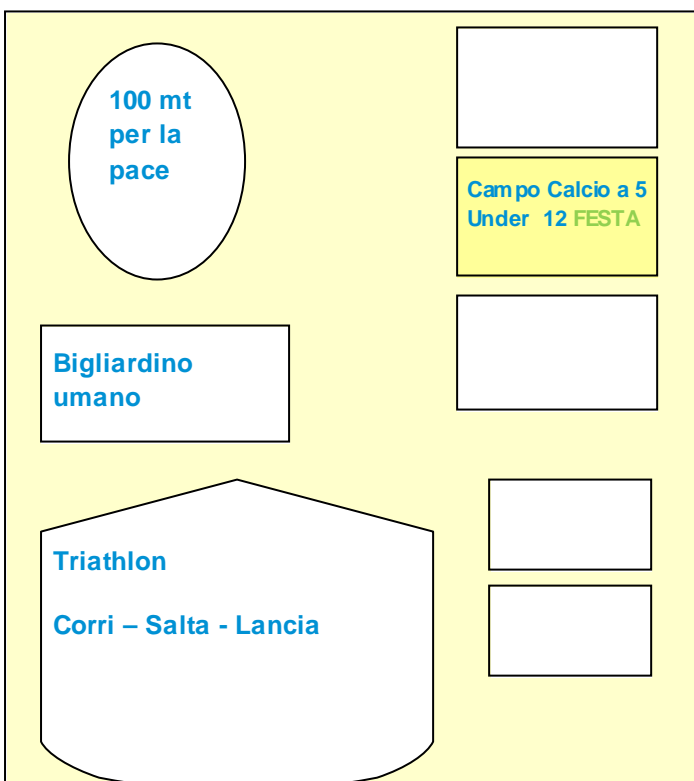 100 mt
per la
pace
Campo Calcio a 5
Under 12 FESTA
Bigliardino
umano
Triathlon
Corri – Salta - Lancia